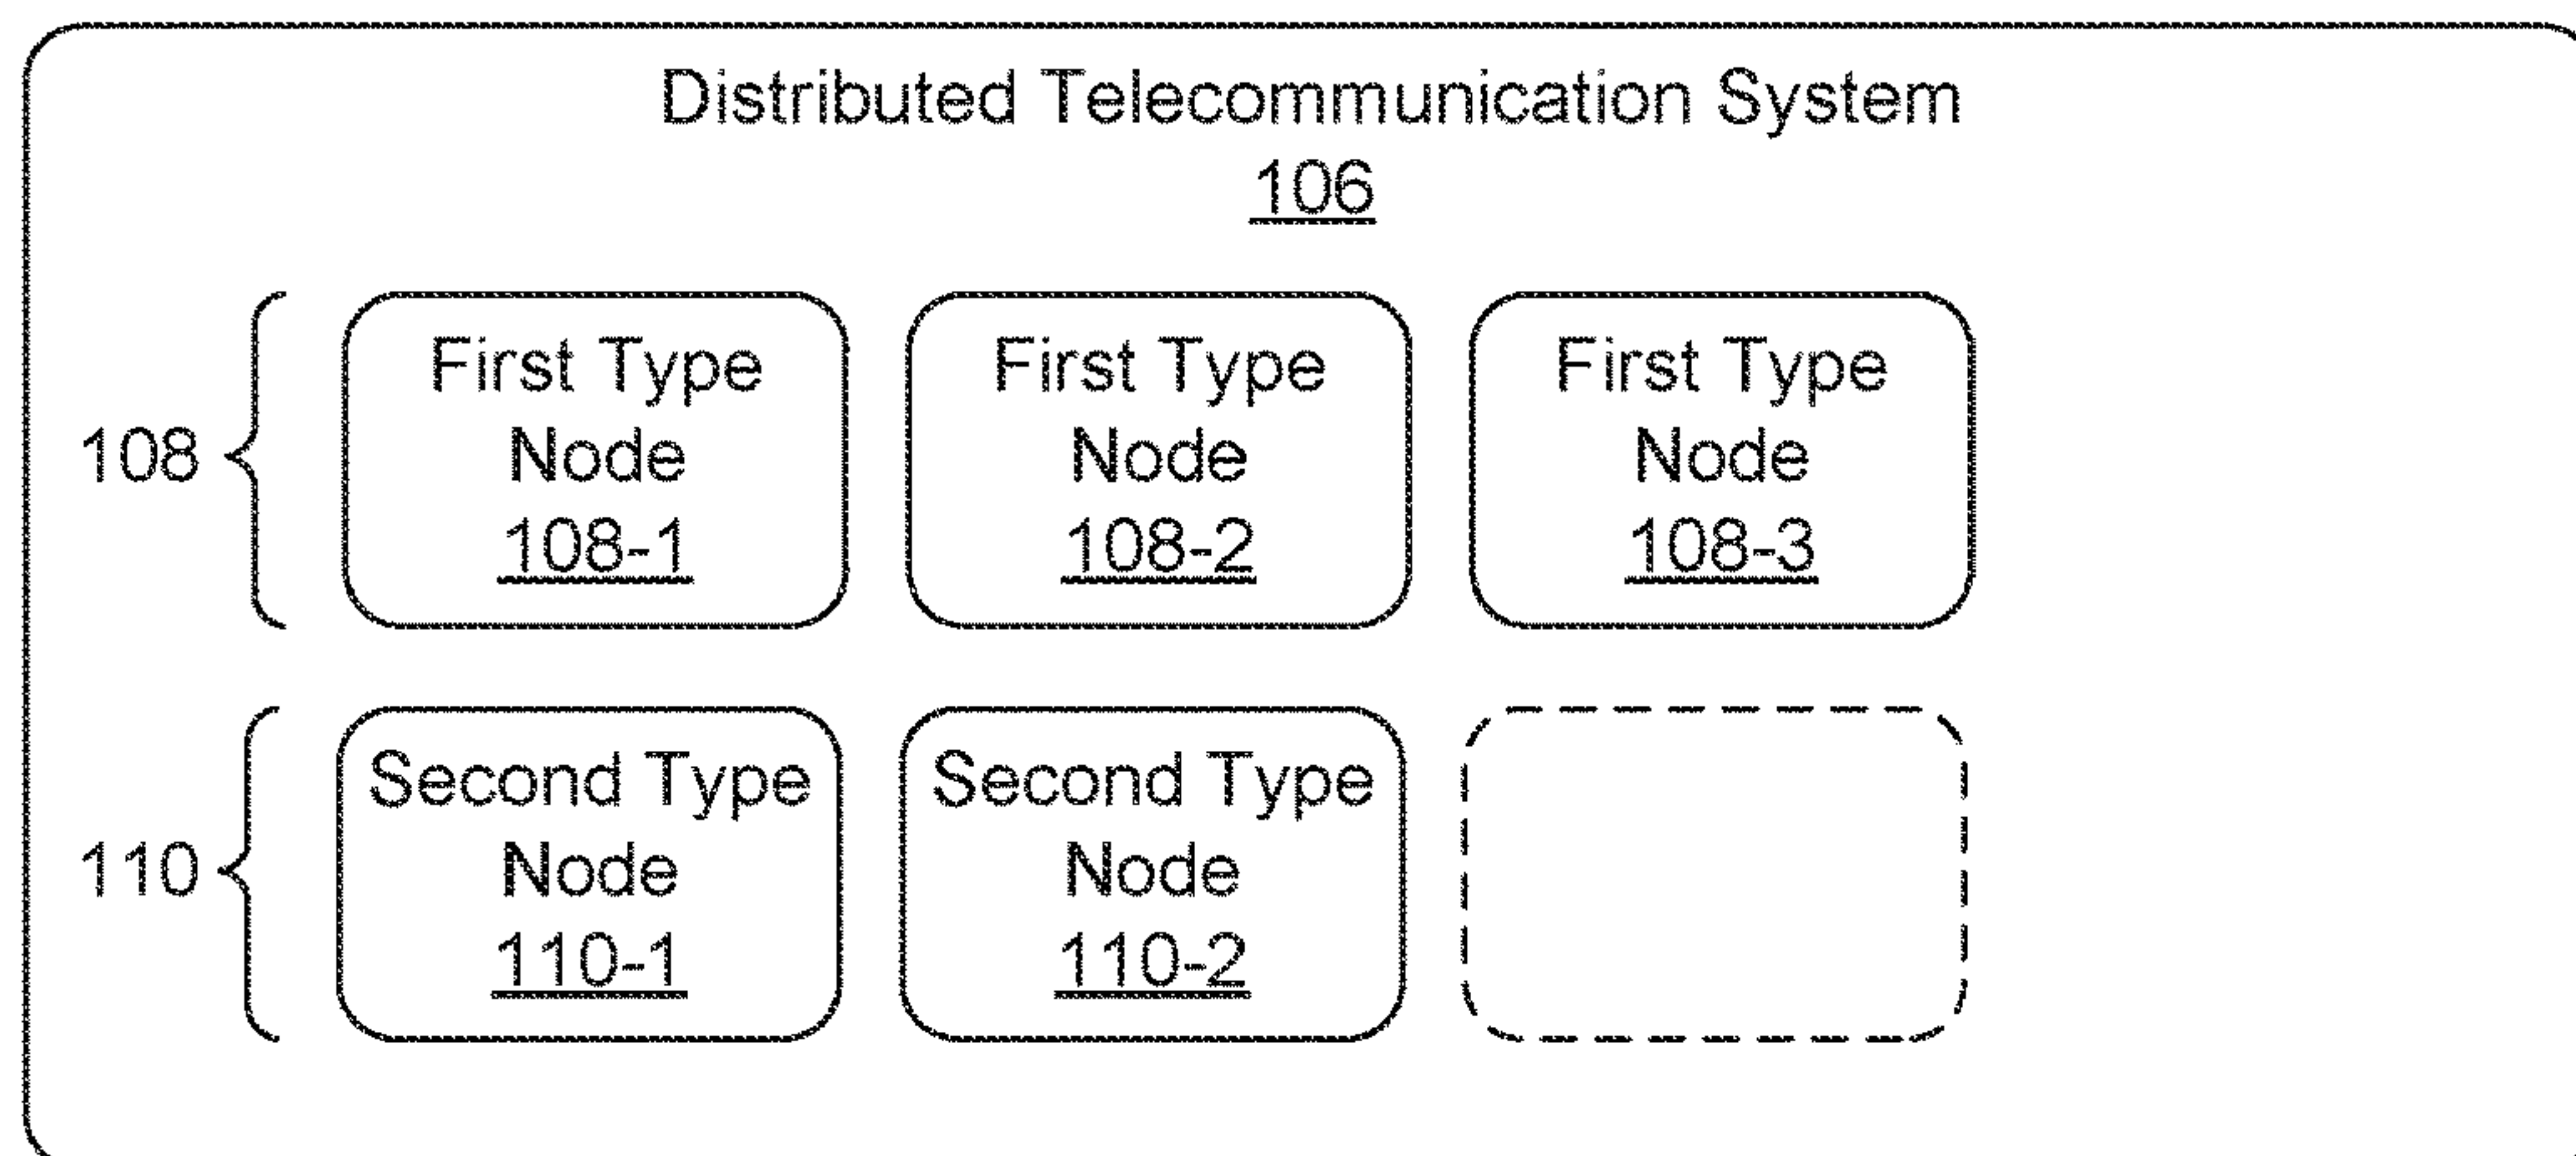 Distributed Telecommunication System
106
108
First Type
Node
108-1
First Type
Node
108-2
First Type
Node
108-3
110
Second Type
Node
110-1
Second Type
Node
110-2